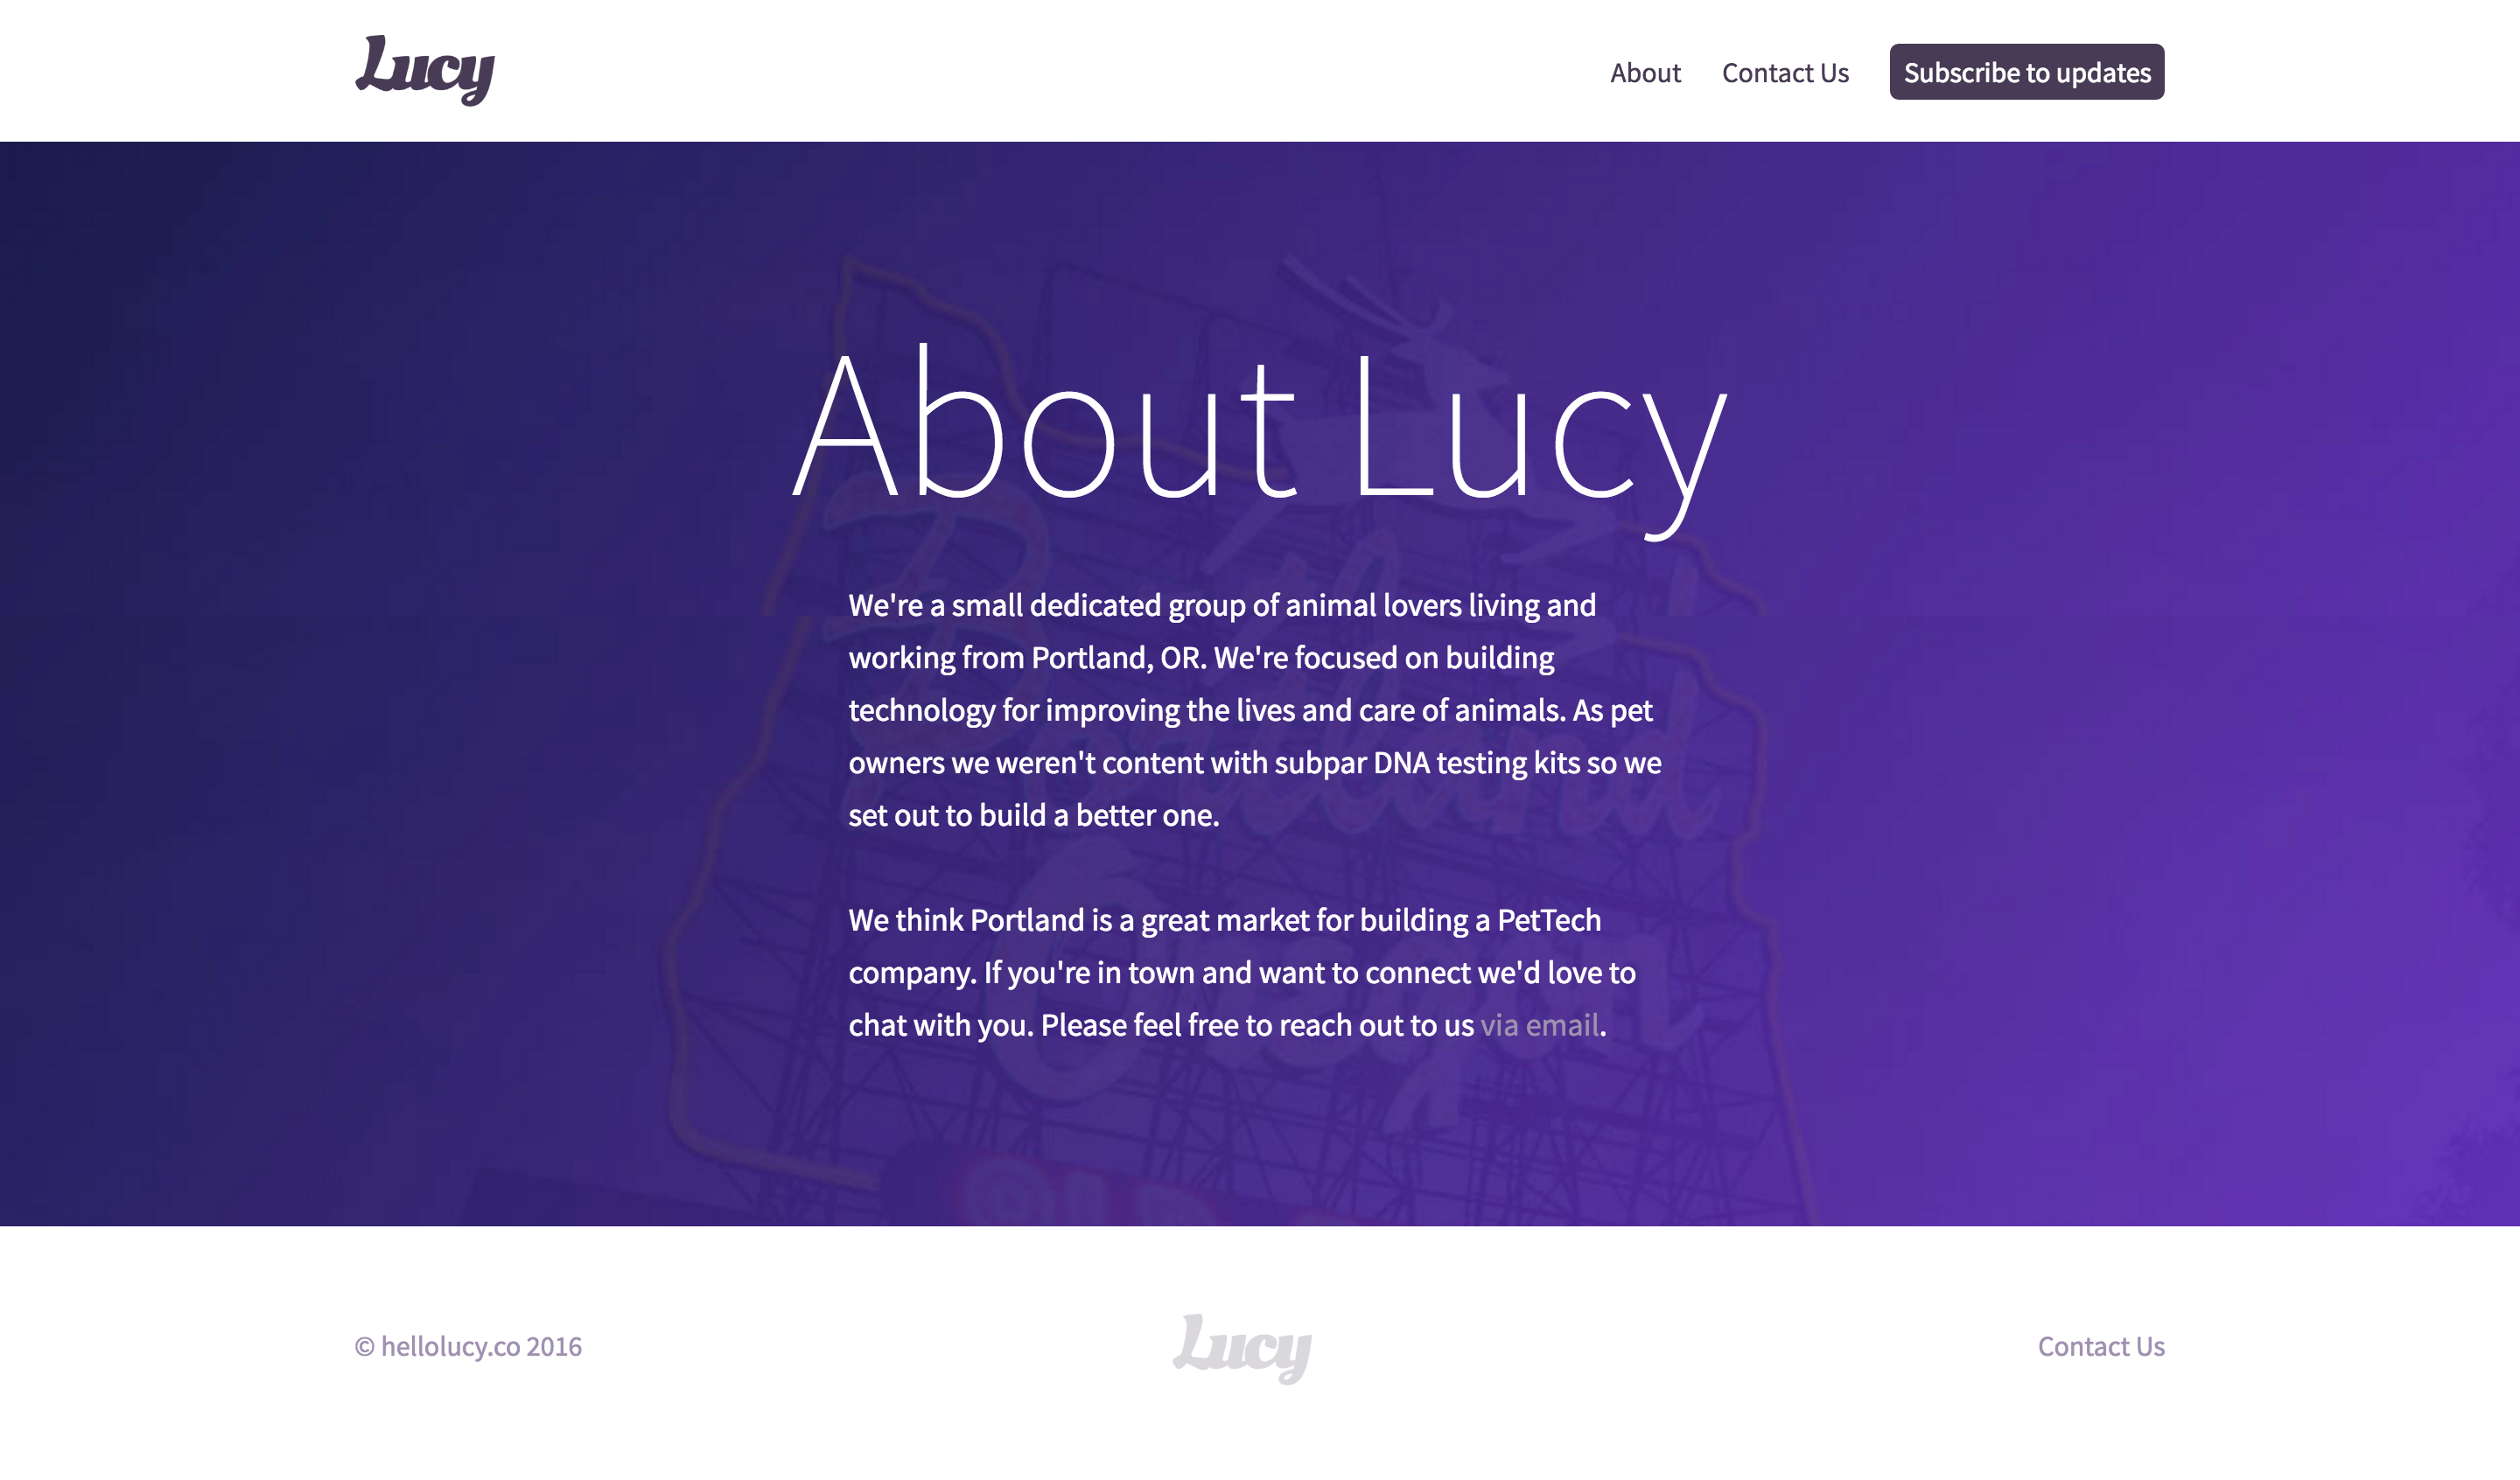 Lucy
About
Contact Us
Subscribe to updates
About Lucy
We're a small dedicated group of animal lovers living and
working from Portland, OR. We're focused on building
technology for improving the lives and care of animals. As pet
owners we weren't content with subpar DNA testing kits so we
set out to build a better one.
We think Portland is a great market for building a PetTech
company. If you're in town and want to connect we'd love to
chat with you. Please feel free to reach out to us via email.
Portland
Oregon
© hellolucy.co 2016
Lucy
Contact Us